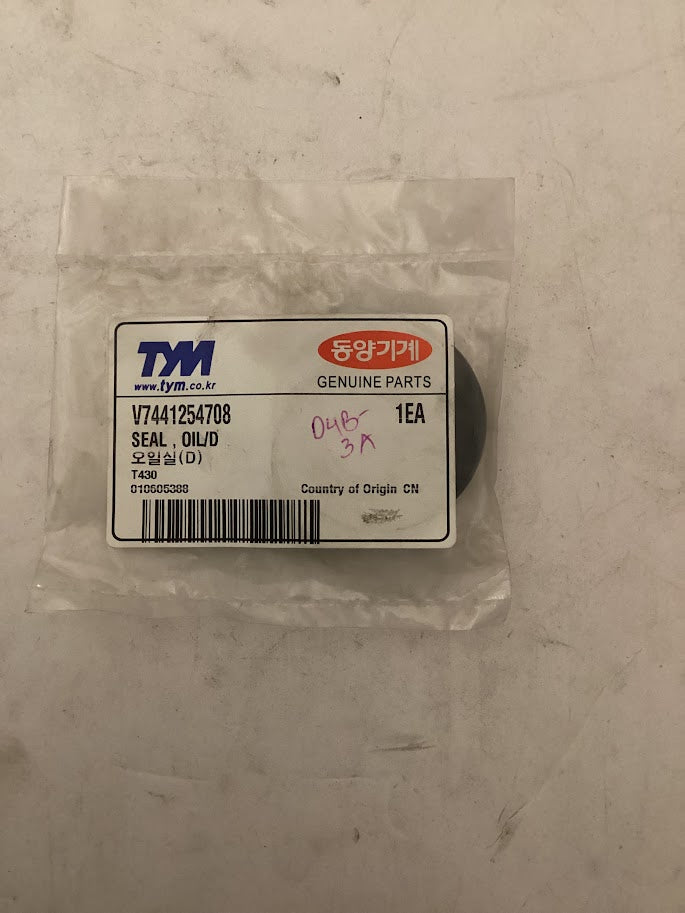 TYM
www.tym.co.kr
동양기계
GENUINE PARTS
V7441254708
1EA
SEAL , OIL/D
오일실(D)
T430
010605388
Country of Origin CN
D4B-
3A